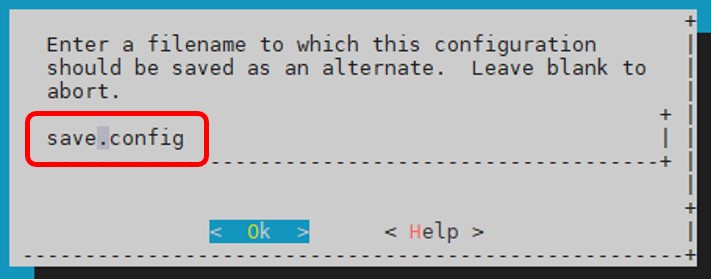 Enter a filename to which this configuration
should be saved as an alternate.  Leave blank to
abort.
save.config
<  Ok  >      < Help >